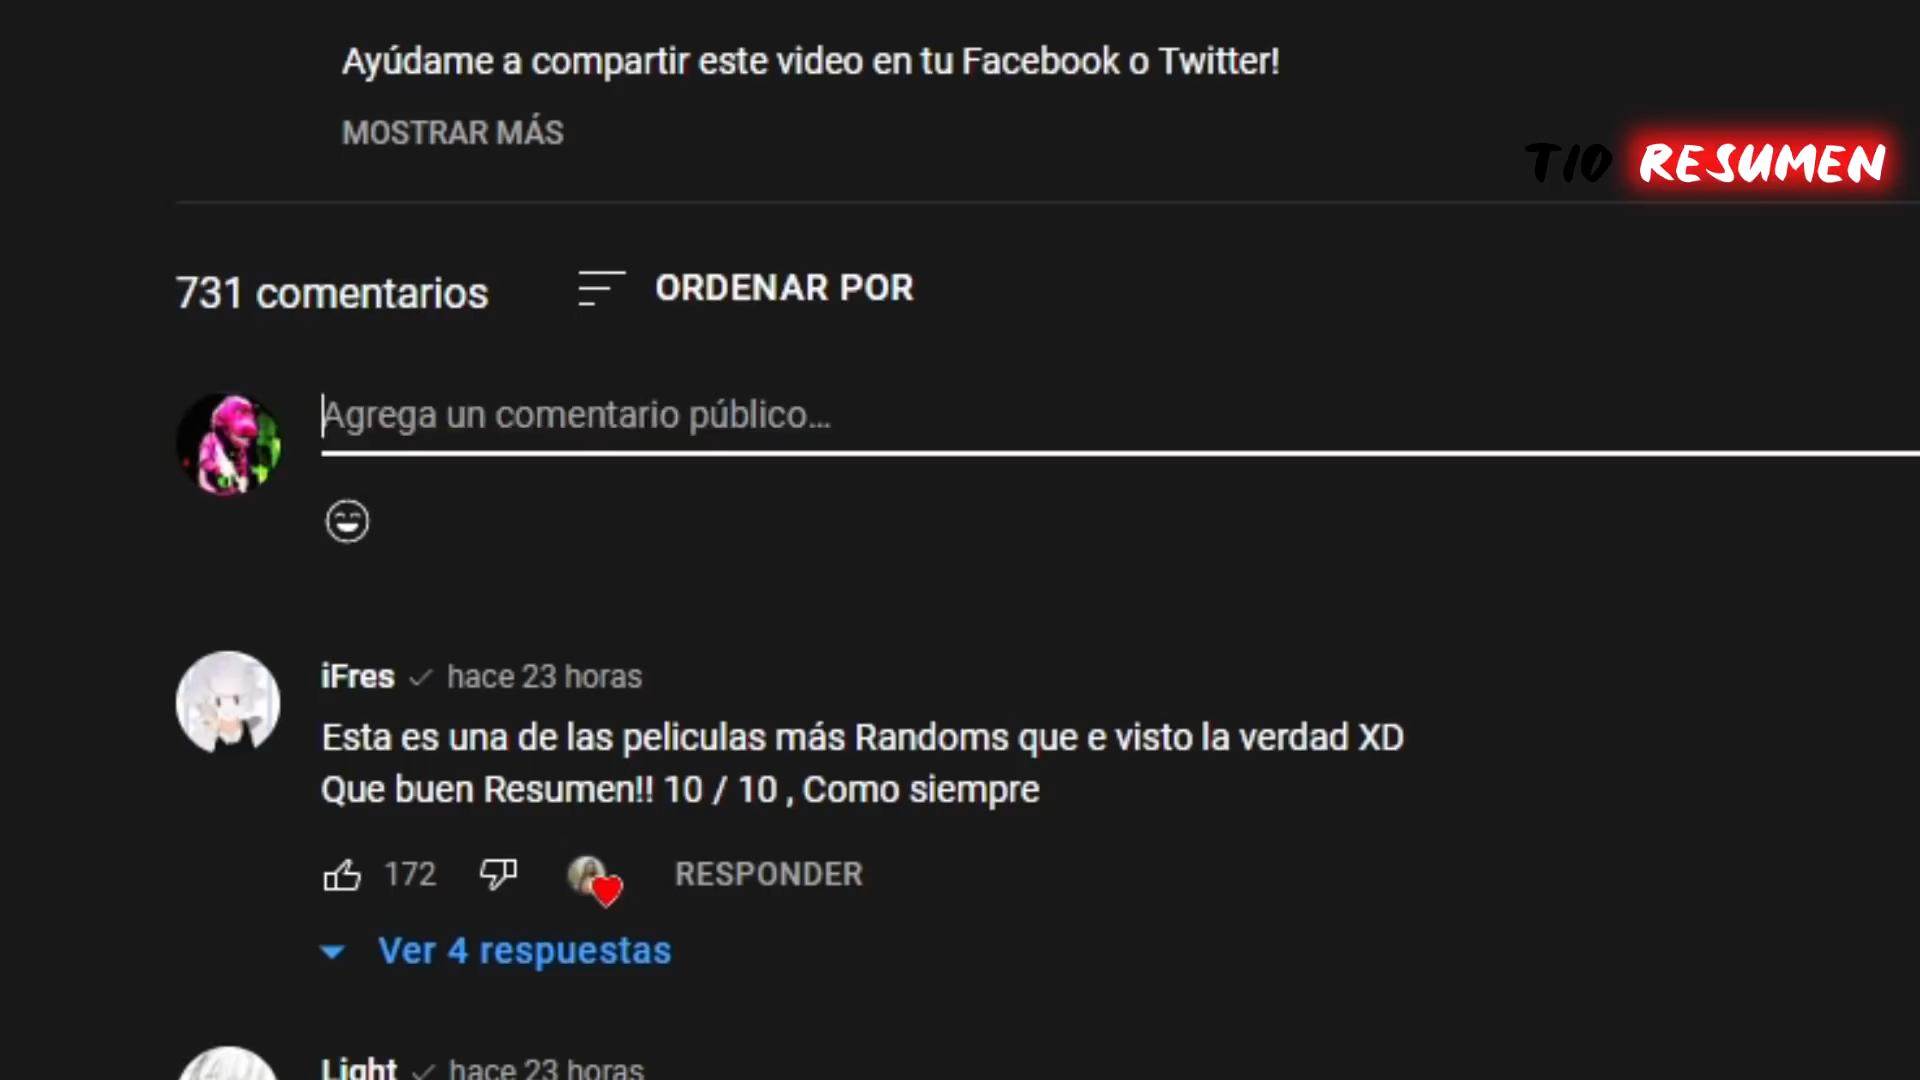 Ayúdame a compartir este video en tu Facebook o Twitter!
MOSTRAR MÁS
TIO RESUMEN
731 comentarios ORDENAR POR
Agrega un comentario público...
iFres hace 23 horas
Esta es una de las peliculas más Randoms que e visto la verdad XD
Que buen Resumen!! 10 / 10 , Como siempre
172 RESPONDER
Ver 4 respuestas
Light hace 23 horas